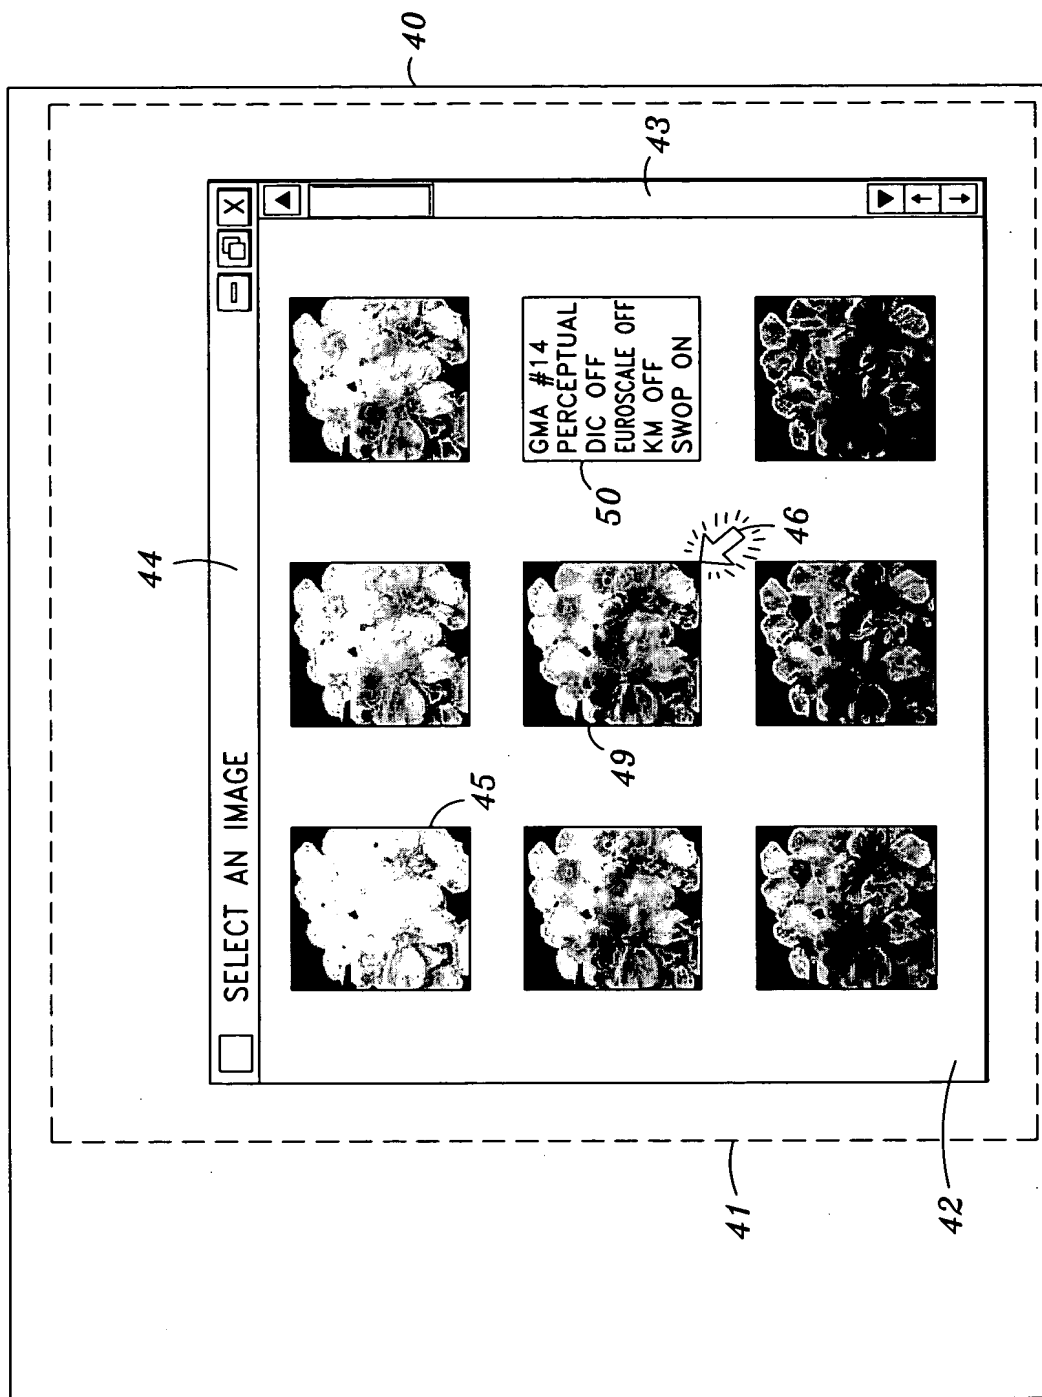 40
44
SELECT AN IMAGE
43
45
49
50
GMA #14
PERCEPTUAL
DIC OFF
EUROSCALE OFF
KM OFF
SWOP ON
46
41
42